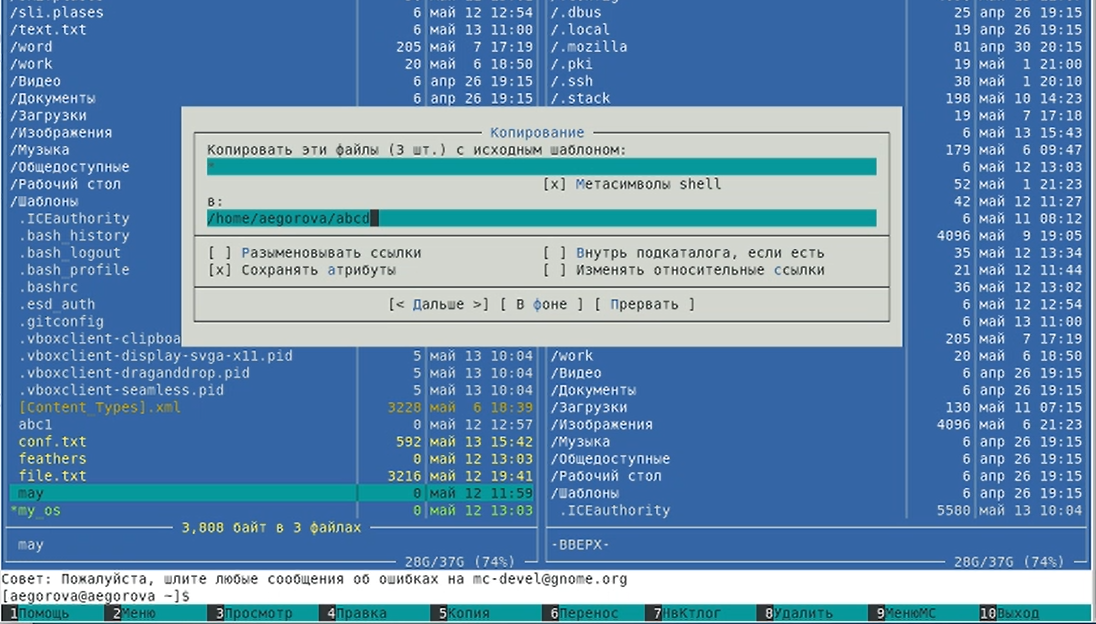 /sli.plases 6 май 12 12:54 25 апр 26 19:15
/text.txt 6 май 13 11:00 /.dbus
/word 205 май 7 17:19 /.local 19 апр 26 19:15
/work 20 май 6 18:50 /.mozilla 81 апр 30 20:15
/Видео 6 апр 26 19:15 /.pki 19 май 1 21:00
/Документы 6 апр 26 19:15 /.ssh 38 май 1 20:10
/Загрузки /.stack 198 май 10 14:23
/Изображения 19 май 7 17:18
/Музыка 6 май 13 15:43
/Общедоступные 179 май 6 09:47
/Рабочий стол 6 май 12 13:03
/Шаблоны 52 май 1 21:23
.ICEauthority 42 май 12 11:27
.bash_history 6 май 11 08:12
.bash_logout 4096 май 9 19:05
.bash_profile 35 май 12 13:34
.bashrc 21 май 12 11:44
.esd_auth 36 май 12 13:02
.gitconfig 6 май 12 12:54
.vboxclient-clipboa 6 май 13 11:00
205 май 7 17:19
Копирование
Копировать эти файлы (3 шт.) с исходным шаблоном:
*
[x] Метасимволы shell
в:
/home/aegorova/abcd
[ ] Разыменовывать ссылки [ ] Внутрь подкаталога, если есть
[x] Сохранять атрибуты [ ] Изменять относительные ссылки
[< Дальше >] [ В фоне ] [ Прервать ]
.vboxclient-display-svga-x11.pid 5 май 13 10:04 /work 20 май 6 18:50
.vboxclient-draganddrop.pid 5 май 13 10:04 /Видео 6 апр 26 19:15
.vboxclient-seamless.pid 5 май 13 10:04 /Документы 6 апр 26 19:15
[Content_Types].xml 3228 май 6 18:39 /Загрузки 130 май 11 07:15
abc1 0 май 12 12:57 /Изображения 4096 май 6 21:23
conf.txt 592 май 13 15:42 /Музыка 6 апр 26 19:15
feathers 0 май 12 13:03 /Общедоступные 6 апр 26 19:15
file.txt 3216 май 12 19:41 /Рабочий стол 6 апр 26 19:15
may 0 май 12 11:59 /Шаблоны 6 апр 26 19:15
*my_os 0 май 12 13:03 .ICEauthority 5580 май 13 10:04
3,808 байт в 3 файлах
may -ВВЕРХ-
28G/37G (74%) 28G/37G (74%)
Совет: Пожалуйста, шлите любые сообщения об ошибках на mc-devel@gnome.org
[aegorova@aegorova ~]$
1Помощь 2Меню 3Просмотр 4Правка 5Копия 6Перенос 7НвКтлог 8Удалить 9МенюМС 10Выход